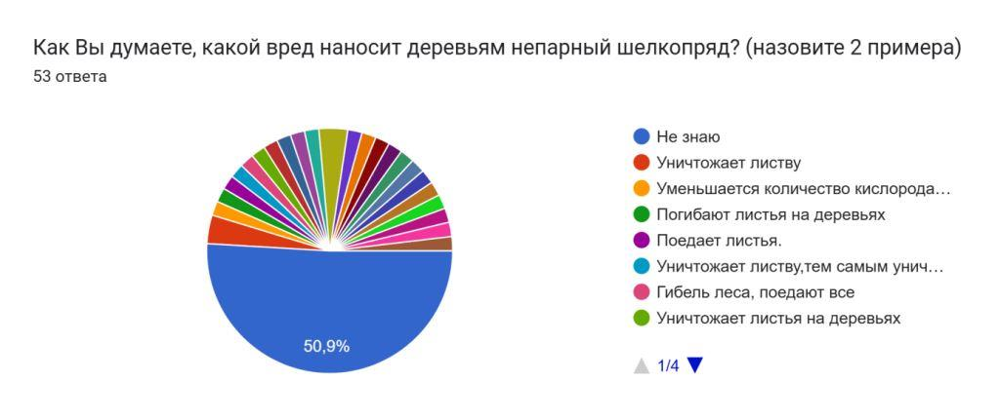 Как Вы думаете, какой вред наносит деревьям непарный шелкопряд? (назовите 2 примера)
53 ответа
50,9%
Не знаю
Уничтожает листву
Уменьшается количество кислорода…
Погибают листья на деревьях
Поедает листья.
Уничтожает листву,тем самым унич…
Гибель леса, поедают все
Уничтожает листья на деревьях
1/4